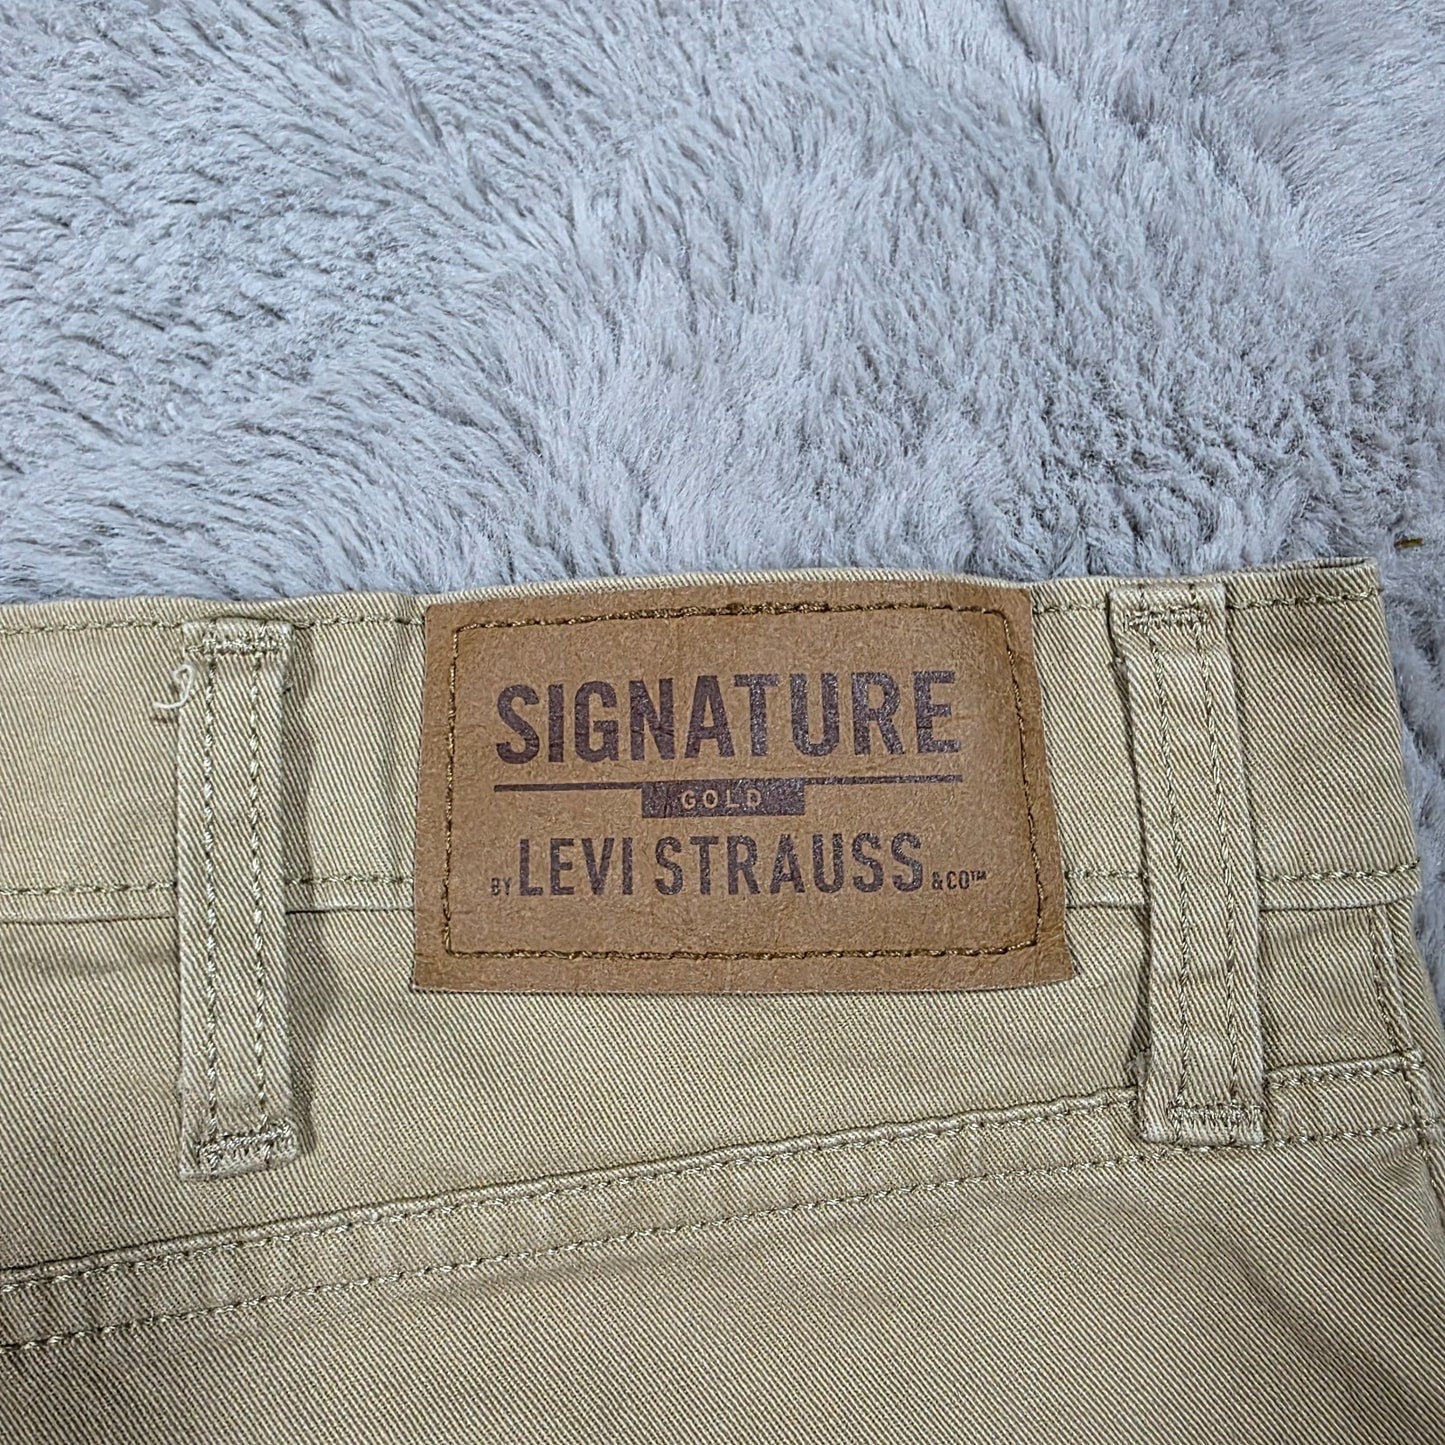 SIGNATURE
GOLD
BY LEVI STRAUSS & CO™